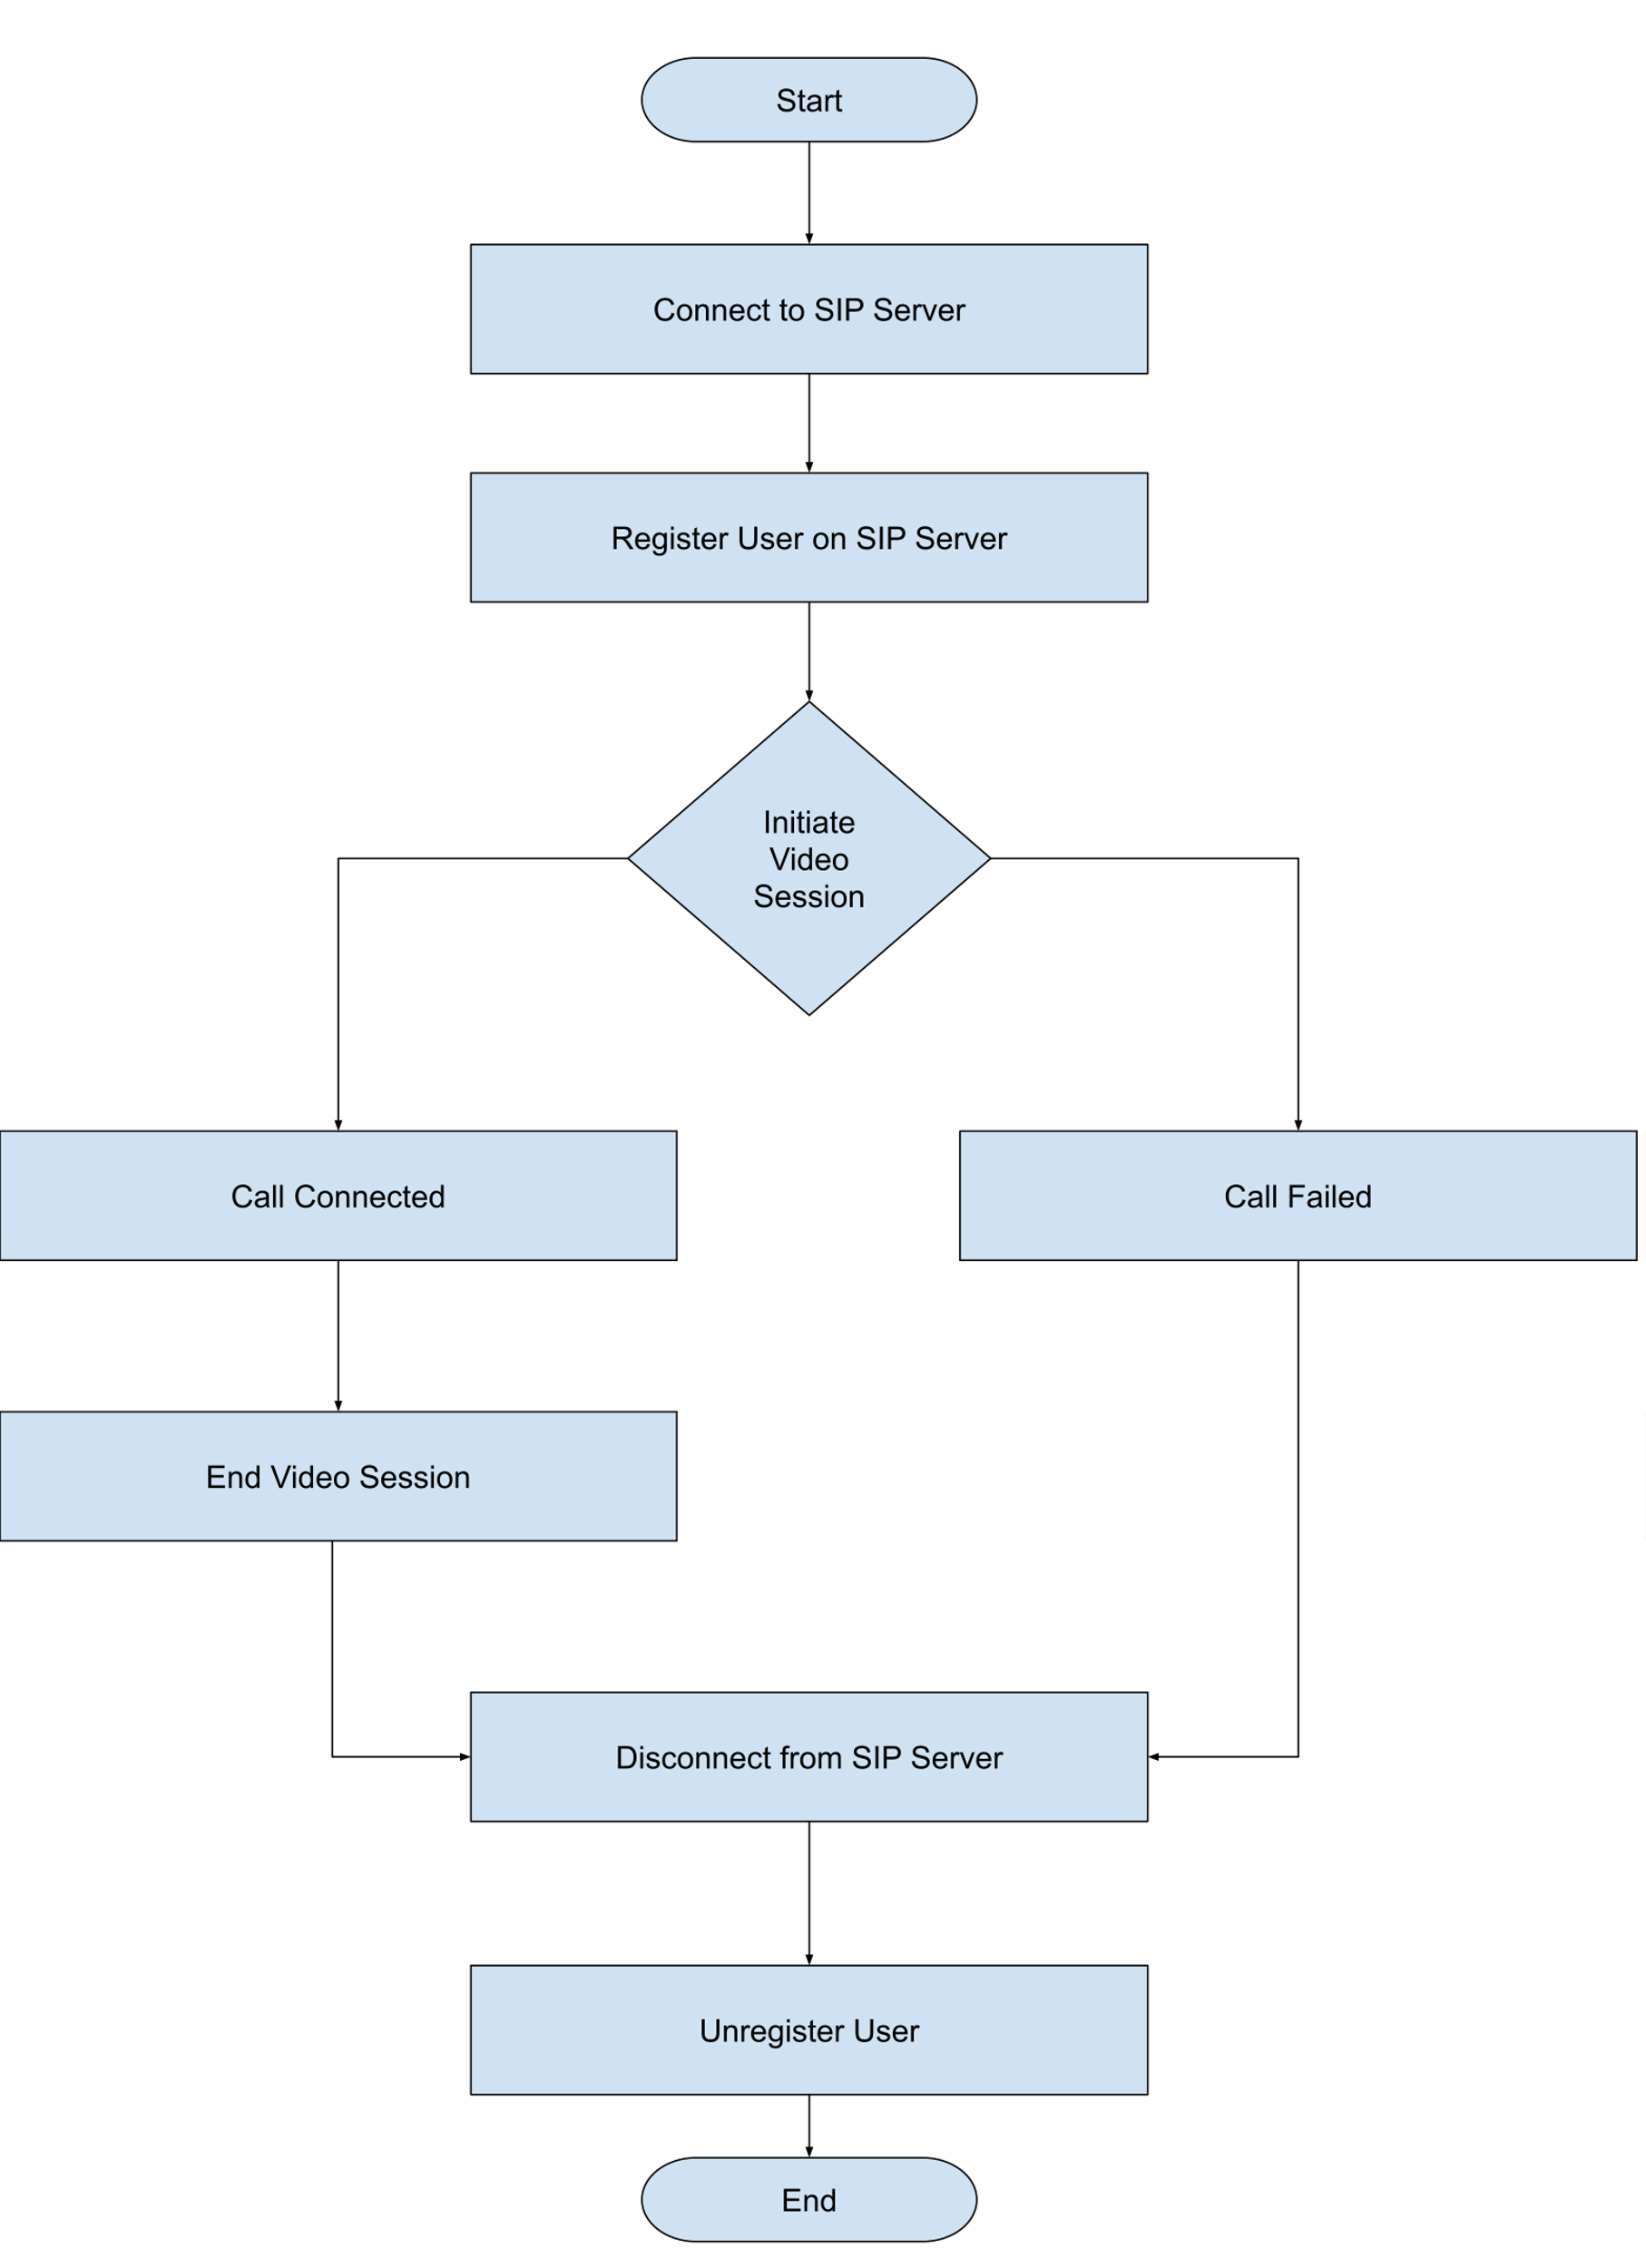 Start
Connect to SIP Server
Register User on SIP Server
Initiate
Video
Session
Call Connected
Call Failed
End Video Session
Disconnect from SIP Server
Unregister User
End